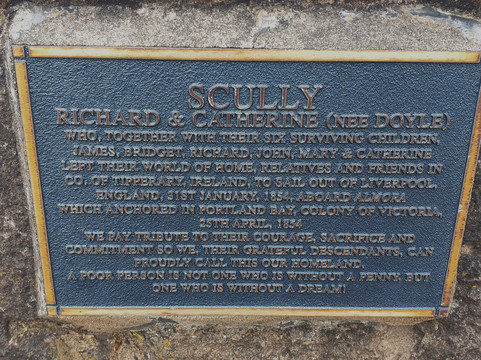 SCULLY
RICHARD & CATHERINE (NEE DOYLE)
WHO, TOGETHER WITH THEIR SIX SURVIVING CHILDREN,
JAMES, BRIDGET, RICHARD, JOHN, MARY & CATHERINE
LEFT THEIR WORLD OF HOME, RELATIVES AND FRIENDS IN
CO. OF TIPPERARY, IRELAND, TO SAIL OUT OF LIVERPOOL,
ENGLAND, 31ST JANUARY, 1854, ABOARD ALMORA
WHICH ANCHORED IN PORTLAND BAY, COLONY OF VICTORIA,
25TH APRIL, 1854
WE PAY TRIBUTE TO THEIR COURAGE, SACRIFICE AND
COMMITMENT SO WE, THEIR GRATEFUL DESCENDANTS, CAN
PROUDLY CALL THIS OUR HOMELAND.
A POOR PERSON IS NOT ONE WHO IS WITHOUT A PENNY, BUT
ONE WHO IS WITHOUT A DREAM!